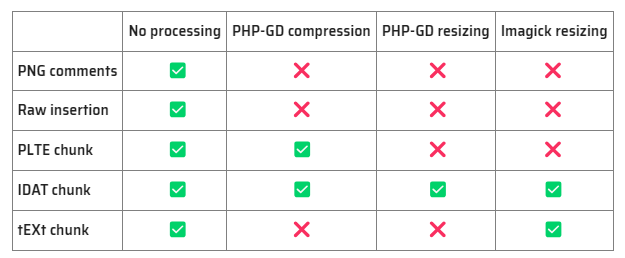 No processing PHP-GD compression PHP-GD resizing Imagick resizing
PNG comments
Raw insertion
PLTE chunk
IDAT chunk
tEXt chunk